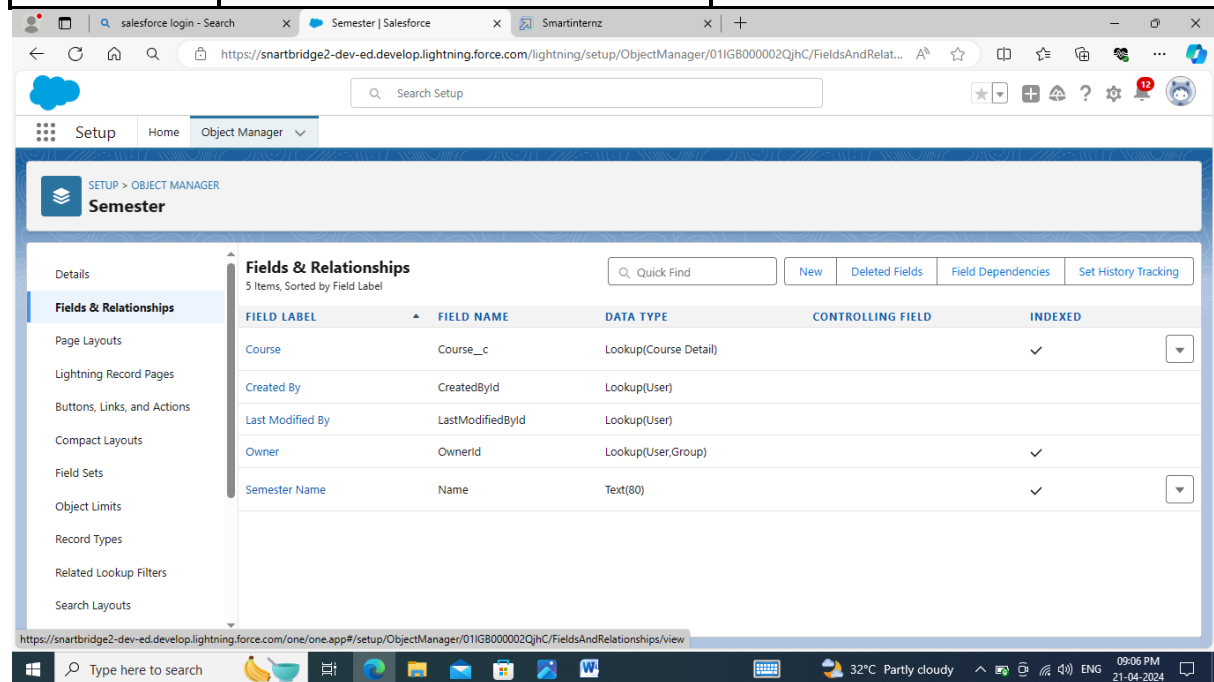 salesforce login - Search
Semester | Salesforce
Smartinternz
https://snartbridge2-dev-ed.develop.lightning.force.com/lightning/setup/ObjectManager/01IGB000002QjhC/FieldsAndRelat...
Search Setup
12
Setup Home Object Manager
SETUP > OBJECT MANAGER
Semester
Details
Fields & Relationships
Page Layouts
Lightning Record Pages
Buttons, Links, and Actions
Compact Layouts
Field Sets
Object Limits
Record Types
Related Lookup Filters
Search Layouts
Fields & Relationships
5 Items, Sorted by Field Label
Quick Find
New Deleted Fields Field Dependencies Set History Tracking
FIELD LABEL FIELD NAME DATA TYPE CONTROLLING FIELD INDEXED
Course Course__c Lookup(Course Detail)
Created By CreatedById Lookup(User)
Last Modified By LastModifiedById Lookup(User)
Owner OwnerId Lookup(User,Group)
Semester Name Name Text(80)
https://snartbridge2-dev-ed.develop.lightning.force.com/one/one.app#/setup/ObjectManager/01IGB000002QjhC/FieldsAndRelationships/view
Type here to search
32°C Partly cloudy
ENG
09:06 PM
21-04-2024